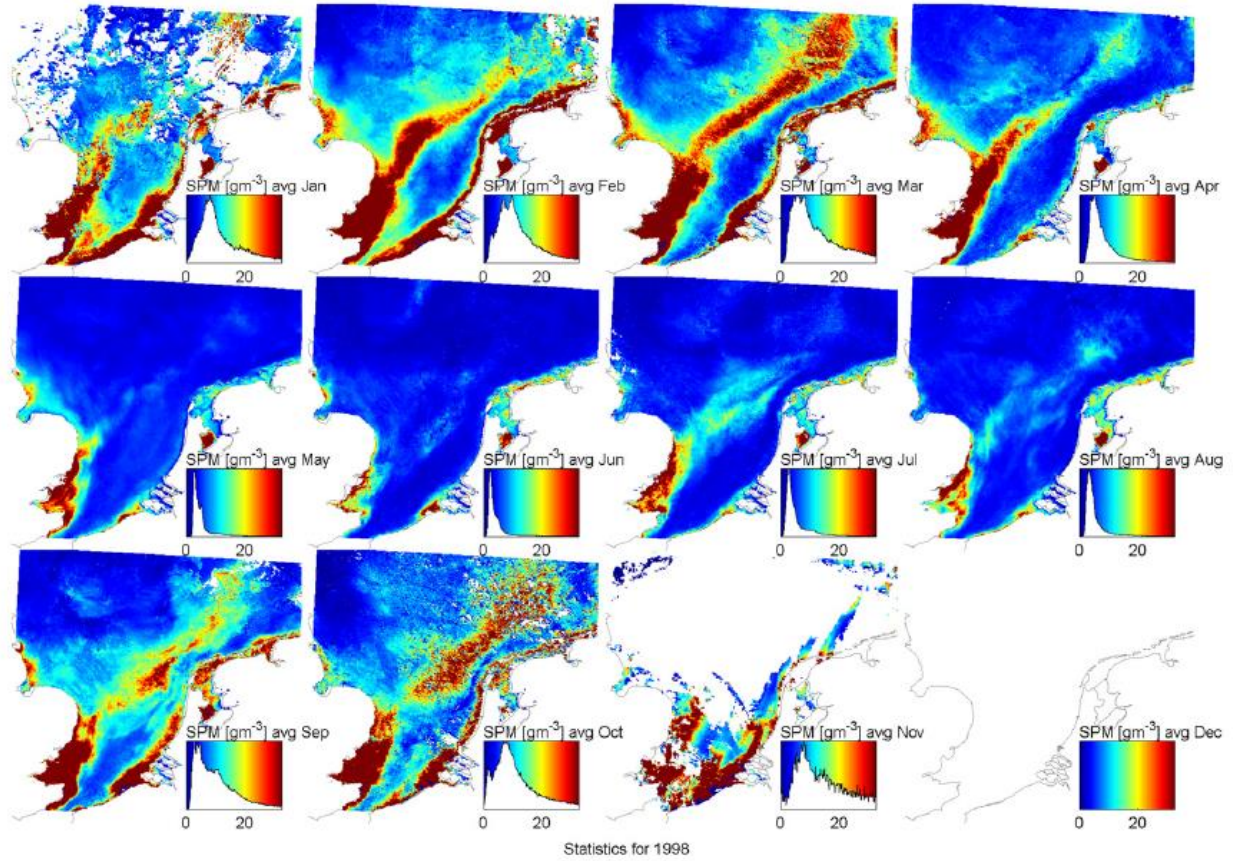 SPM [gm-3] avg Jan
0 20
SPM [gm-3] avg Feb
0 20
SPM [gm-3] avg Mar
0 20
SPM [gm-3] avg Apr
0 20
SPM [gm-3] avg May
0 20
SPM [gm-3] avg Jun
0 20
SPM [gm-3] avg Jul
0 20
SPM [gm-3] avg Aug
0 20
SPM [gm-3] avg Sep
0 20
SPM [gm-3] avg Oct
0 20
SPM [gm-3] avg Nov
0 20
SPM [gm-3] avg Dec
0 20
Statistics for 1998